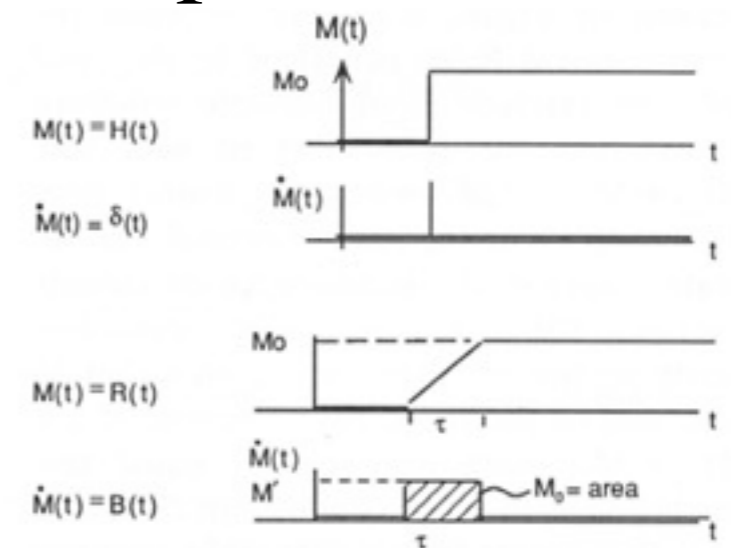 M(t)
Mo
M(t) = H(t)
t
Ṁ(t)
Ṁ(t) = δ(t)
t
Mo
M(t) = R(t)
τ
t
Ṁ(t)
M′
M₀ = area
Ṁ(t) = B(t)
τ
t